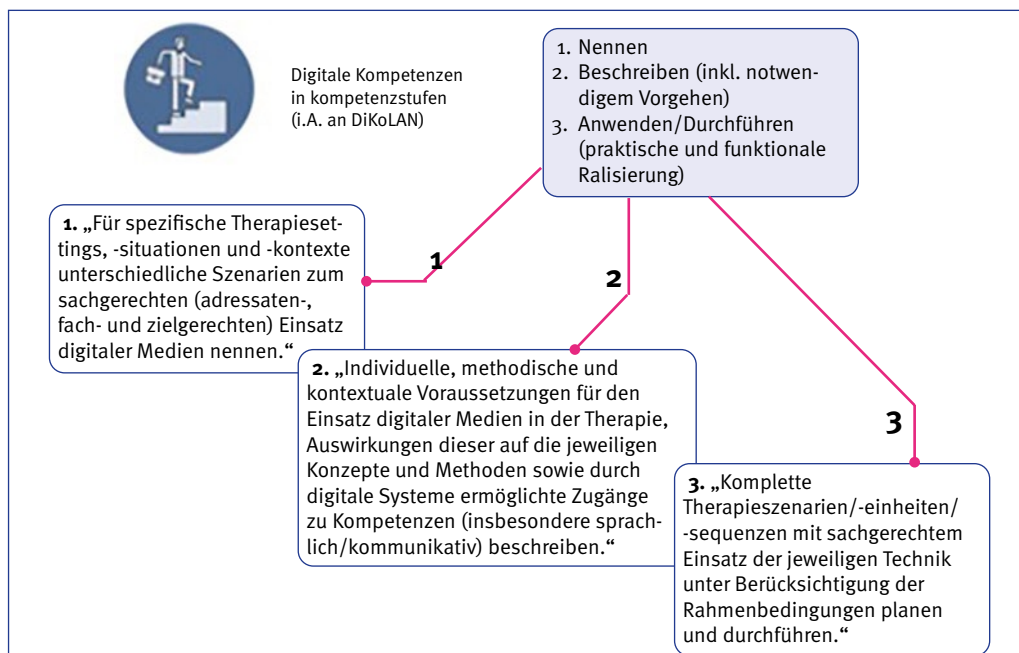 Digitale Kompetenzen
in kompetenzstufen
(i.A. an DiKoLAN)
1. Nennen
2. Beschreiben (inkl. notwen-
digem Vorgehen)
3. Anwenden/Durchführen
(praktische und funktionale
Ralisierung)
1. „Für spezifische Therapieset-
tings, -situationen und -kontexte
unterschiedliche Szenarien zum
sachgerechten (adressaten-,
fach- und zielgerechten) Einsatz
digitaler Medien nennen.“
1
2
2. „Individuelle, methodische und
kontextuale Voraussetzungen für den
Einsatz digitaler Medien in der Therapie,
Auswirkungen dieser auf die jeweiligen
Konzepte und Methoden sowie durch
digitale Systeme ermöglichte Zugänge
zu Kompetenzen (insbesondere sprach-
lich/kommunikativ) beschreiben.“
3
3. „Komplette
Therapieszenarien/-einheiten/
-sequenzen mit sachgerechtem
Einsatz der jeweiligen Technik
unter Berücksichtigung der
Rahmenbedingungen planen
und durchführen.“